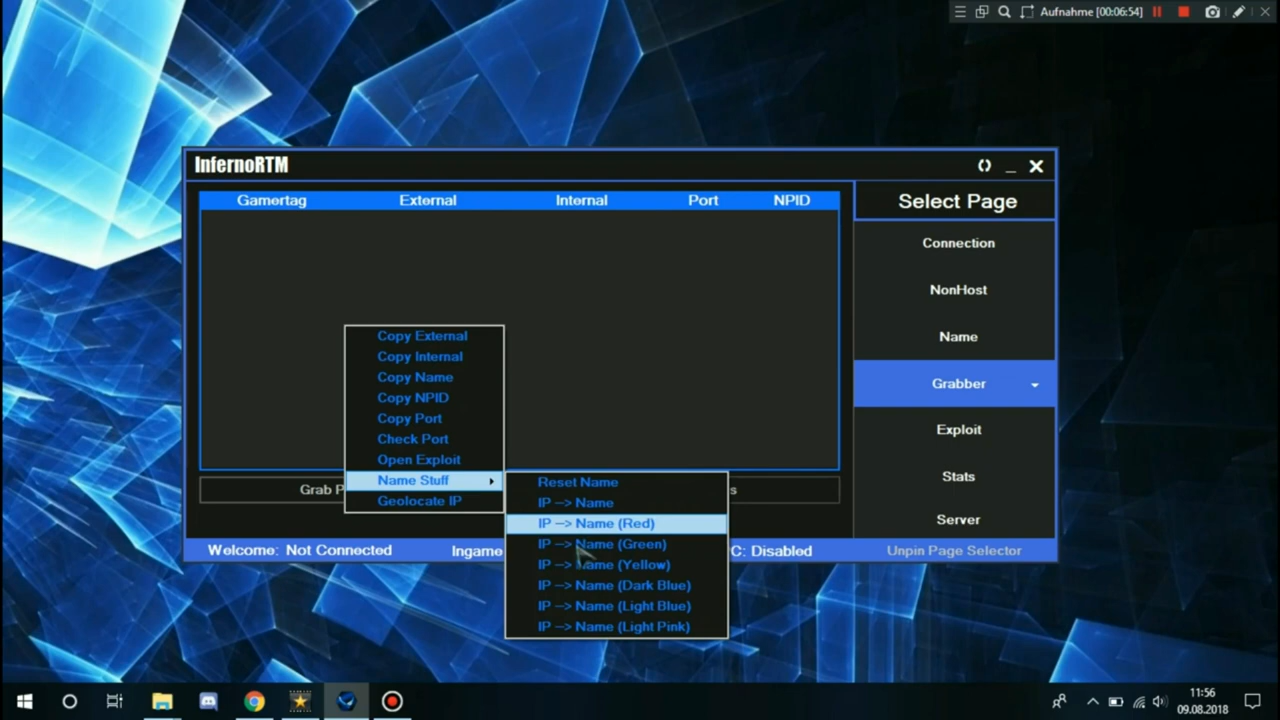 Aufnahme [00:06:54]
InfernoRTM
Gamertag External Internal Port NPID
Select Page
Connection
NonHost
Name
Grabber
Exploit
Stats
Server
Unpin Page Selector
Copy External
Copy Internal
Copy Name
Copy NPID
Copy Port
Check Port
Open Exploit
Name Stuff
Geolocate IP
Reset Name
IP --> Name
IP --> Name (Red)
IP --> Name (Green)
IP --> Name (Yellow)
IP --> Name (Dark Blue)
IP --> Name (Light Blue)
IP --> Name (Light Pink)
Grab
Welcome: Not Connected Ingame C: Disabled
11:56
09.08.2018